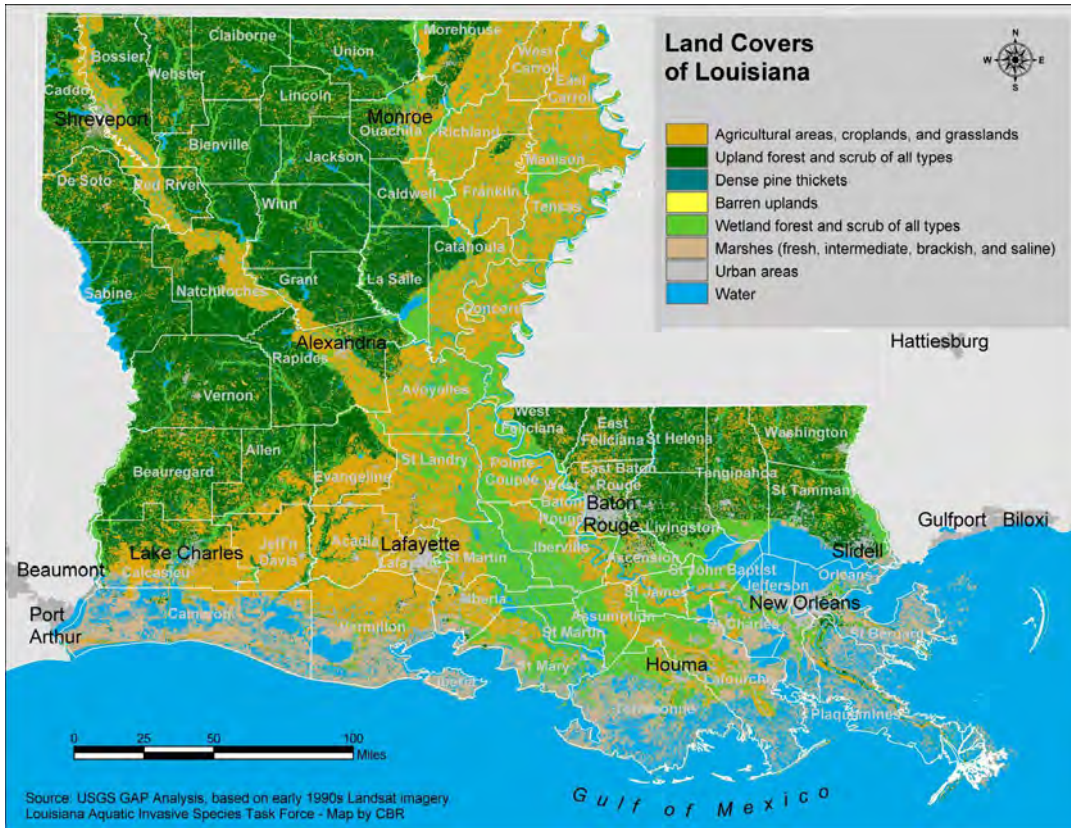 Land Covers
of Louisiana
N
W
E
S
Agricultural areas, croplands, and grasslands
Upland forest and scrub of all types
Dense pine thickets
Barren uplands
Wetland forest and scrub of all types
Marshes (fresh, intermediate, brackish, and saline)
Urban areas
Water
Claiborne
Union
Morehouse
Bossier
Webster
West
Carroll
East
Carroll
Caddo
Lincoln
Shreveport
Monroe
Ouachita
Richland
Bienville
Jackson
Madison
De Soto
Red River
Caldwell
Franklin
Winn
Tensas
Catahoula
Grant
La Salle
Sabine
Natchitoches
Concordia
Hattiesburg
Alexandria
Rapides
Avoyelles
Vernon
West
Feliciana
East
Feliciana
St Helena
Washington
Allen
St Landry
Beauregard
Evangeline
Pointe
Coupee
East Baton
Rouge
Tangipahoa
St Tammany
West
Baton
Rouge
Baton
Rouge
Livingston
Gulfport
Biloxi
Lake Charles
Jeff'n
Davis
Acadia
Lafayette
Lafayette
St Martin
Iberville
Ascension
Slidell
Beaumont
Calcasieu
St John Baptist
Orleans
Jefferson
St James
Iberia
New Orleans
Port
Arthur
Cameron
Vermilion
Assumption
St Charles
St Martin
St Bernard
St Mary
Houma
Lafourche
Iberia
Terrebonne
Plaquemines
0
25
50
100
Miles
Source: USGS GAP Analysis, based on early 1990s Landsat imagery
Louisiana Aquatic Invasive Species Task Force - Map by CBR
Gulf of Mexico